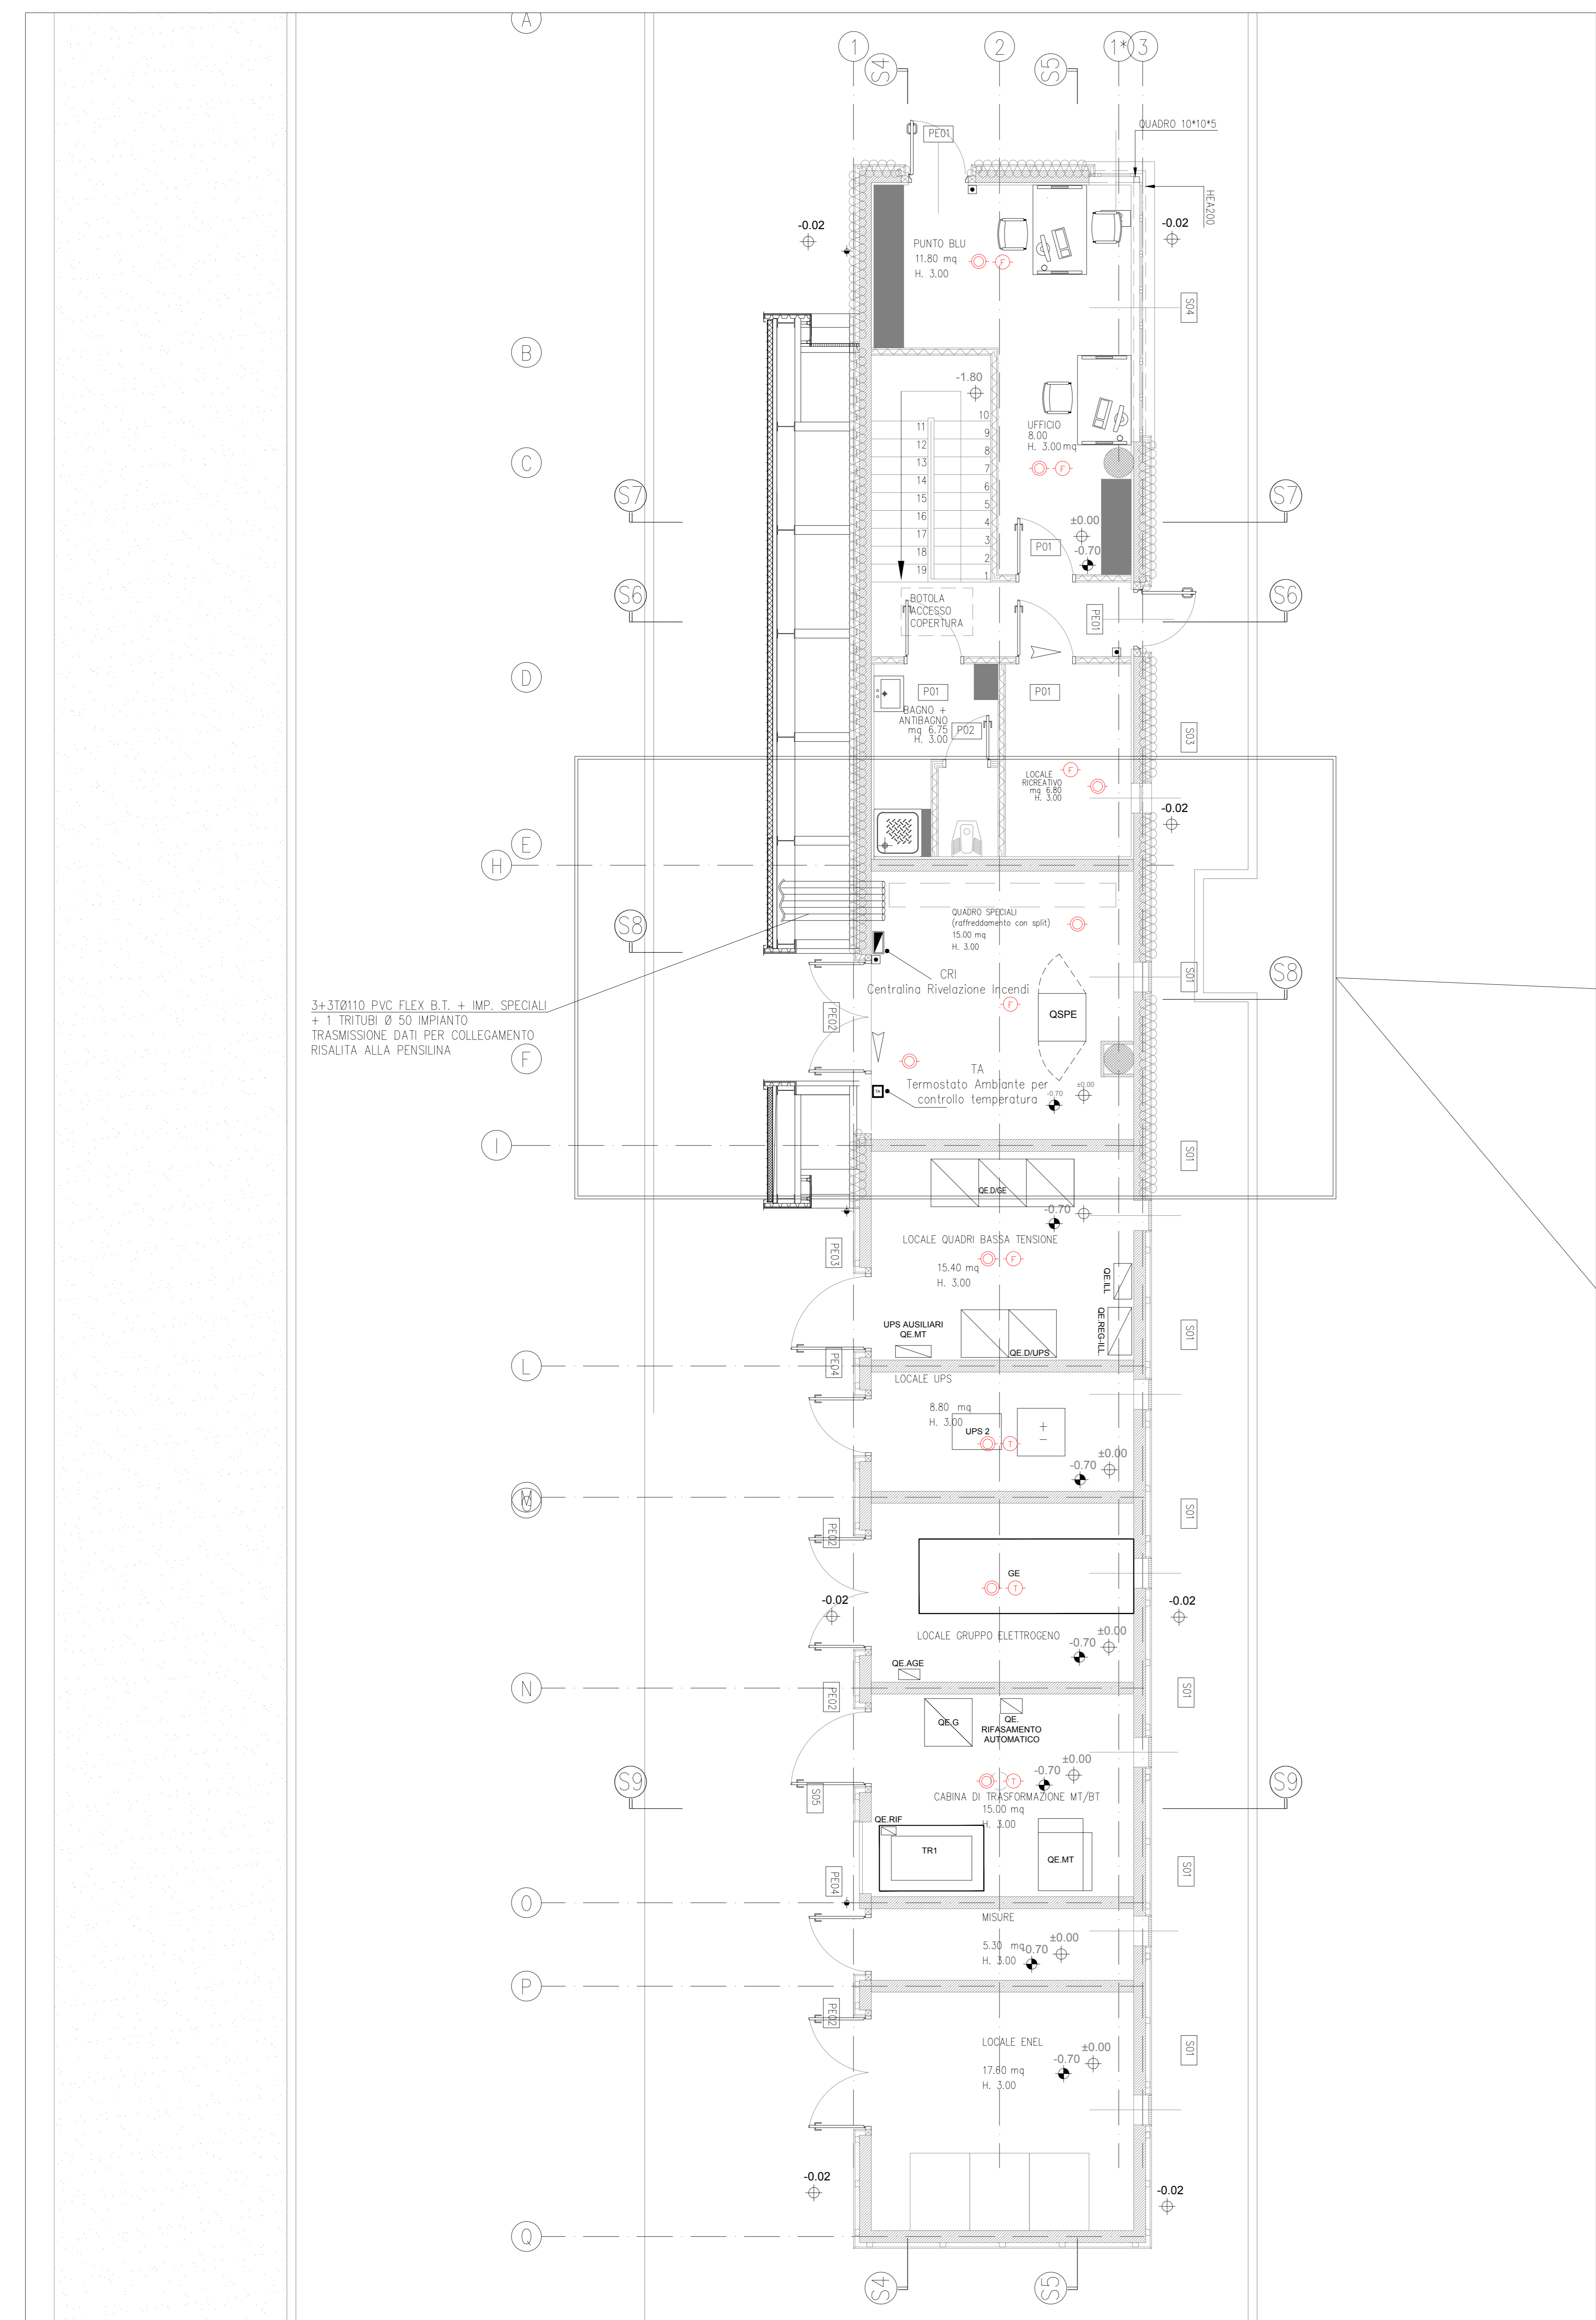 A
1
2
1*
3
S4
S5
PE01
QUADRO 10*10*5
HEA200
-0.02
-0.02
PUNTO BLU
11.80 mq
H. 3.00
F
S04
B
-1.80
10
11
9
12
8
13
7
14
6
15
5
16
4
17
3
18
2
19
1
UFFICIO
8.00
H. 3.00 mq
F
C
S7
S7
±0.00
-0.70
P01
S6
S6
BOTOLA
ACCESSO
COPERTURA
PE01
D
P01
P01
BAGNO +
ANTIBAGNO
mq 6.75
H. 3.00
P02
S03
LOCALE
RICREATIVO
mq 6.80
H. 3.00
F
-0.02
E
H
QUADRO SPECIALI
(raffreddamento con split)
15.00 mq
H. 3.00
S8
S8
S01
CRI
Centralina Rivelazione Incendi
3+3TØ110 PVC FLEX B.T. + IMP. SPECIALI
+ 1 TRITUBI Ø 50 IMPIANTO
TRASMISSIONE DATI PER COLLEGAMENTO
RISALITA ALLA PENSILINA
PE02
F
QSPE
F
TA
Termostato Ambiante per
controllo temperatura
TA
-0.70
±0.00
I
S01
QE.D/GE
-0.70
LOCALE QUADRI BASSA TENSIONE
PE03
15.40 mq
H. 3.00
F
QE.ILL
QE.REG-ILL.
UPS AUSILIARI
QE.MT
QE.D/UPS
S01
L
PE04
LOCALE UPS
8.80 mq
H. 3.00
UPS 2
+
−
T
±0.00
-0.70
M
S01
PE02
GE
T
-0.02
-0.02
LOCALE GRUPPO ELETTROGENO
±0.00
-0.70
QE.AGE
N
PE02
S01
QE.G
QE.
RIFASAMENTO
AUTOMATICO
±0.00
-0.70
T
S9
S9
S05
CABINA DI TRASFORMAZIONE MT/BT
15.00 mq
H. 3.00
QE.RIF
TR1
QE.MT
PE04
S01
O
MISURE
5.30 mq
H. 3.00
±0.00
-0.70
P
PE02
LOCALE ENEL
17.60 mq
H. 3.00
±0.00
-0.70
S01
-0.02
-0.02
Q
S4
S5